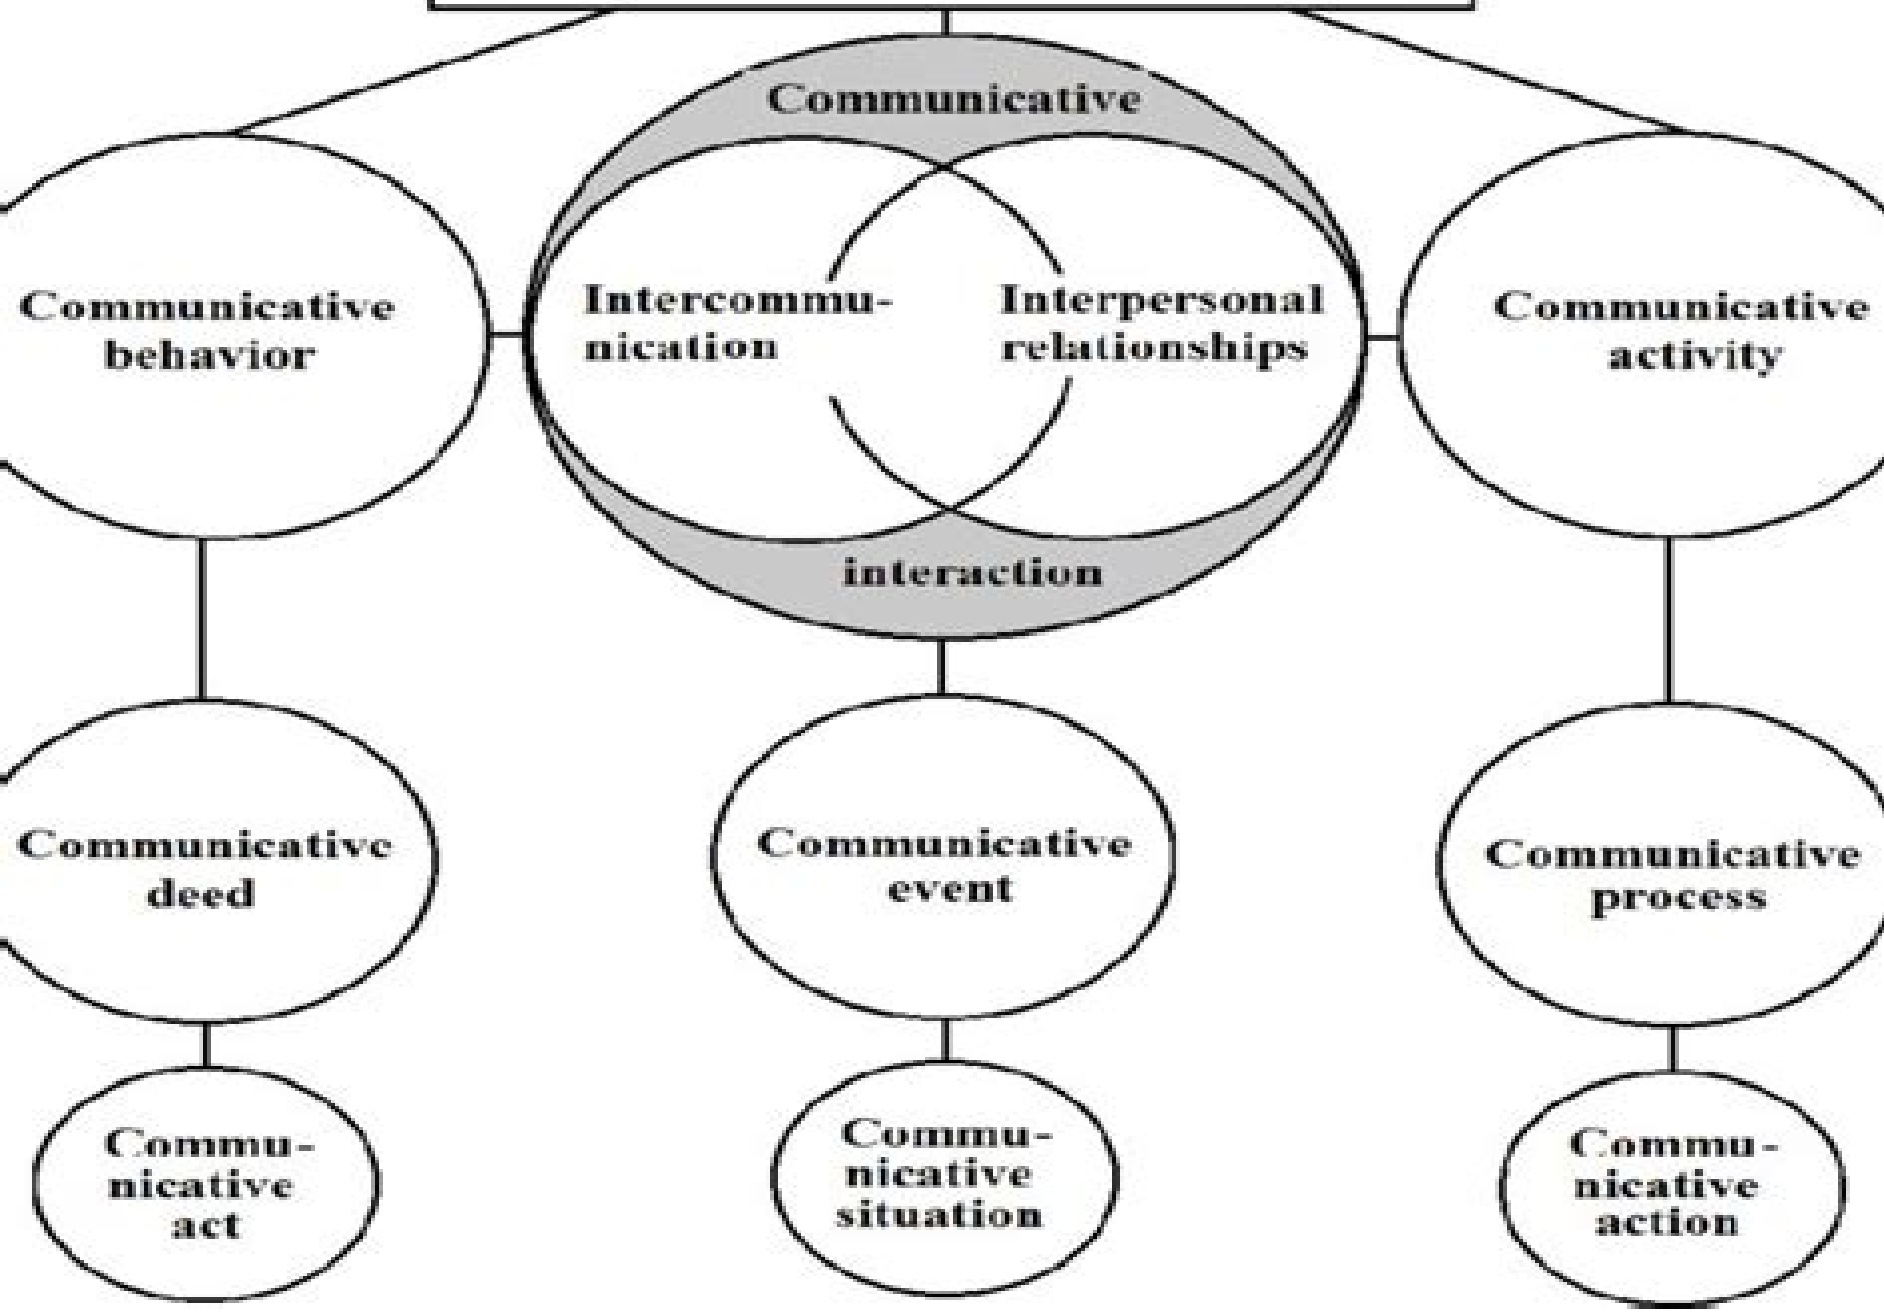 Communicative
Communicative
behavior
Intercommu-
nication
Interpersonal
relationships
Communicative
activity
interaction
Communicative
deed
Communicative
event
Communicative
process
Commu-
nicative
act
Commu-
nicative
situation
Commu-
nicative
action